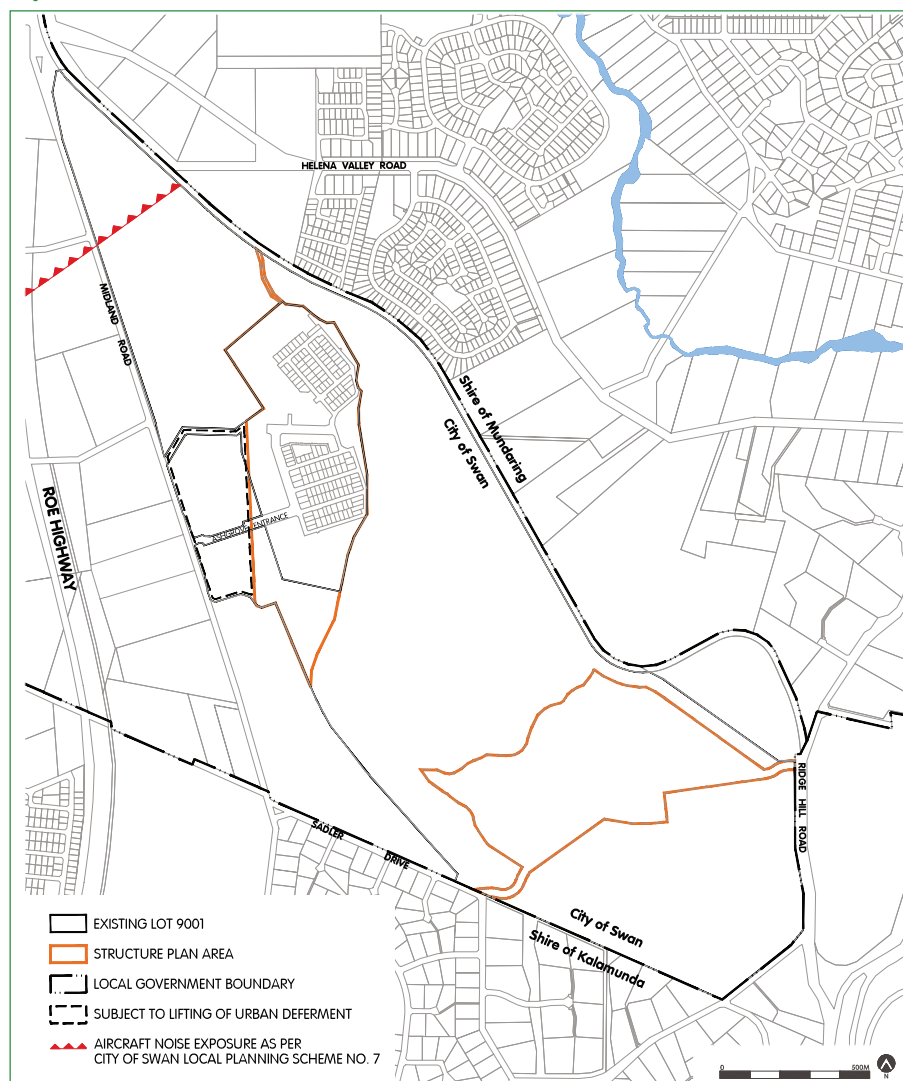 HELENA VALLEY ROAD
MIDLAND ROAD
Shire of Mundaring
City of Swan
ROE HIGHWAY
ASHGROVE ENTRANCE
RIDGE HILL ROAD
SADLER DRIVE
City of Swan
Shire of Kalamunda
EXISTING LOT 9001
STRUCTURE PLAN AREA
LOCAL GOVERNMENT BOUNDARY
SUBJECT TO LIFTING OF URBAN DEFERMENT
AIRCRAFT NOISE EXPOSURE AS PER
CITY OF SWAN LOCAL PLANNING SCHEME NO. 7
0 500M
N